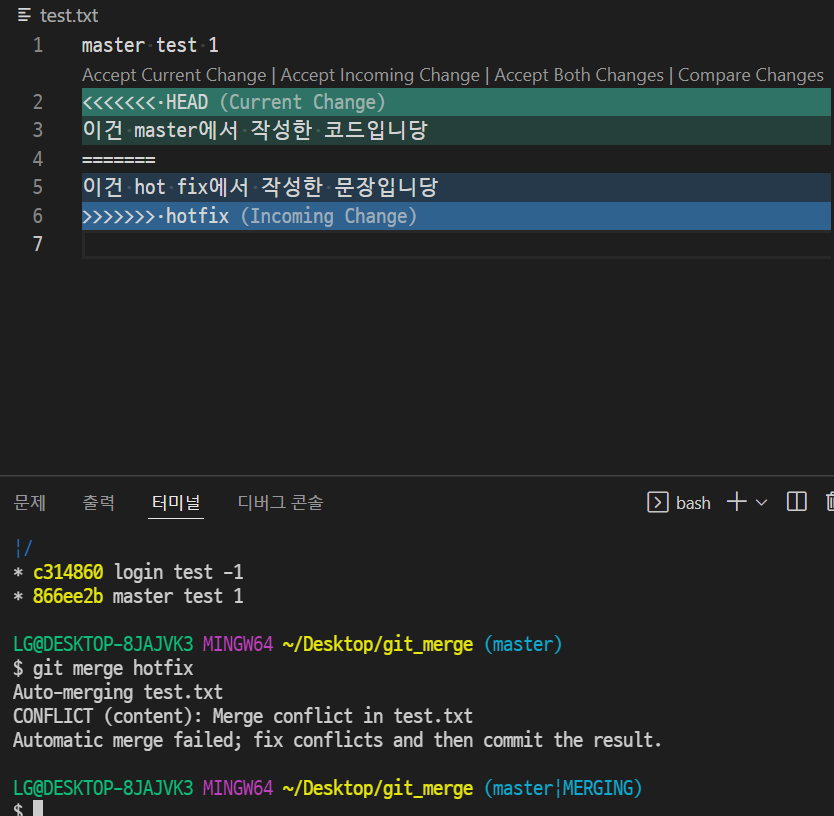 test.txt
1 master test 1
Accept Current Change | Accept Incoming Change | Accept Both Changes | Compare Changes
2 <<<<<<< HEAD (Current Change)
3 이건 master에서 작성한 코드입니당
4 =======
5 이건 hot fix에서 작성한 문장입니당
6 >>>>>>> hotfix (Incoming Change)
7
문제 출력 터미널 디버그 콘솔 bash
|/
* c314860 login test -1
* 866ee2b master test 1
LG@DESKTOP-8JAJVK3 MINGW64 ~/Desktop/git_merge (master)
$ git merge hotfix
Auto-merging test.txt
CONFLICT (content): Merge conflict in test.txt
Automatic merge failed; fix conflicts and then commit the result.
LG@DESKTOP-8JAJVK3 MINGW64 ~/Desktop/git_merge (master|MERGING)
$